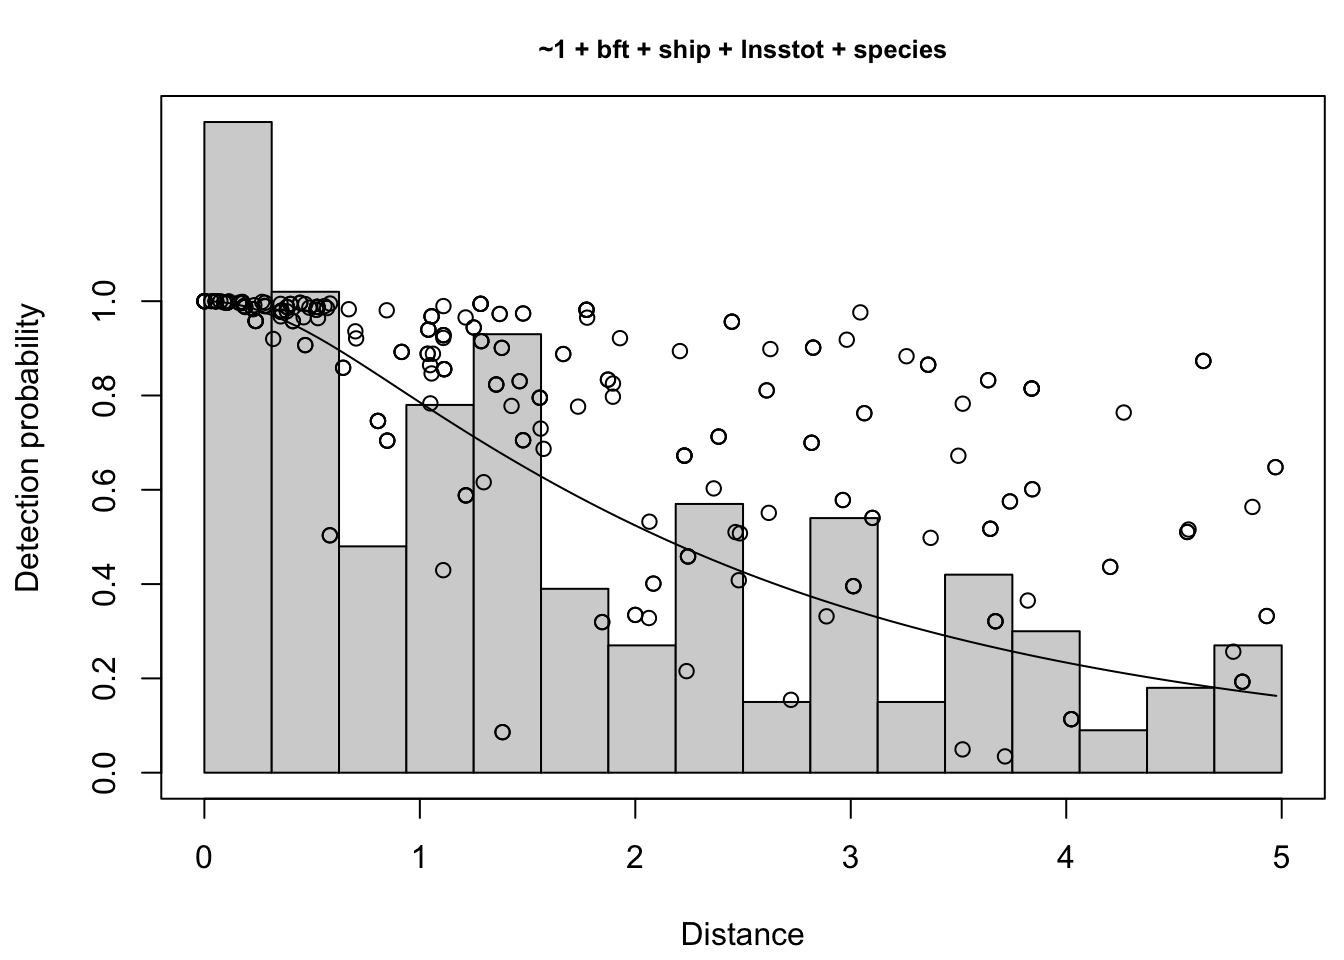 ~1 + bft + ship + lnsstot + species
Detection probability
1.0
0.8
0.6
0.4
0.2
0.0
0 1 2 3 4 5
Distance